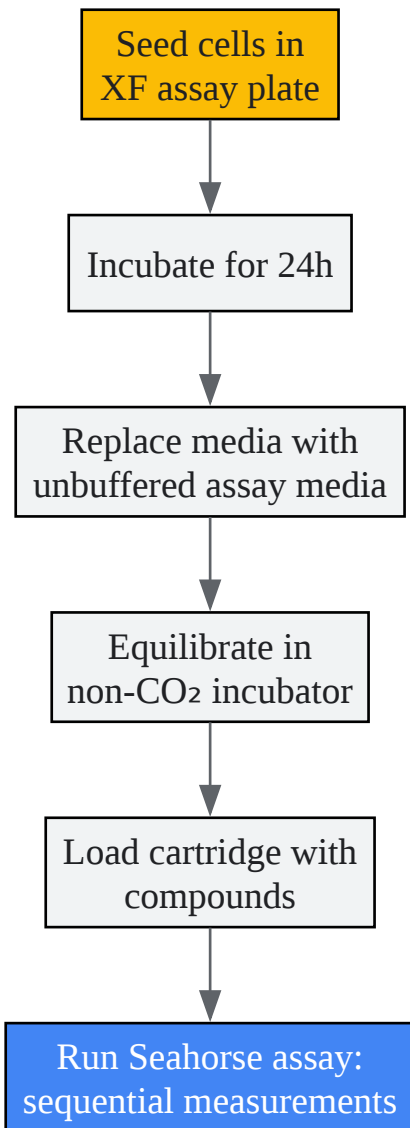 Seed cells in
XF assay plate
Incubate for 24h
Replace media with
unbuffered assay media
Equilibrate in
non-CO₂ incubator
Load cartridge with
compounds
Run Seahorse assay:
sequential measurements